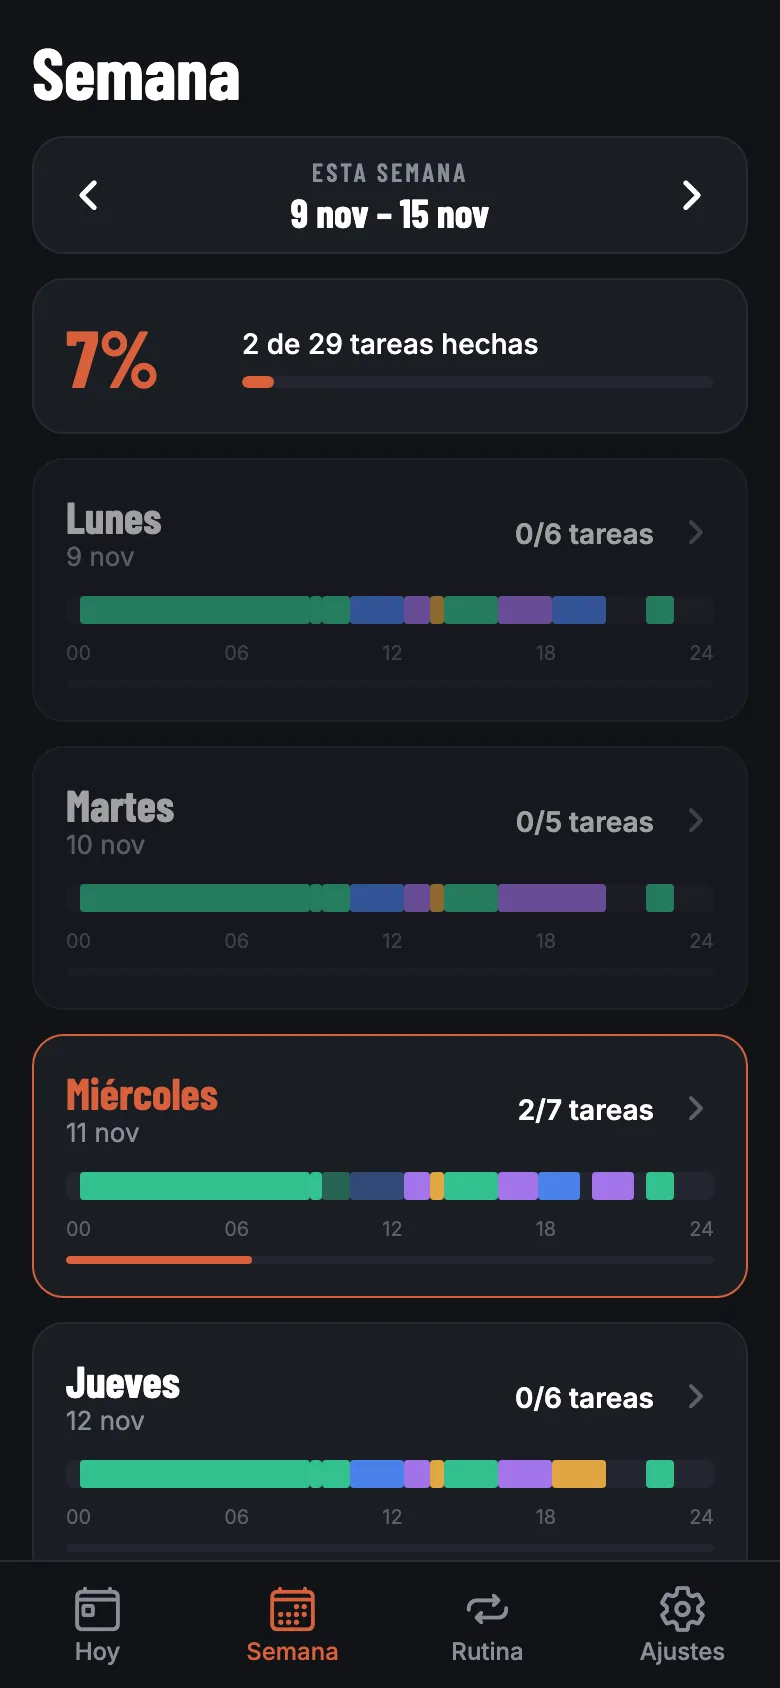 Semana
ESTA SEMANA
9 nov – 15 nov
7%
2 de 29 tareas hechas
Lunes
9 nov
0/6 tareas
00 06 12 18 24
Martes
10 nov
0/5 tareas
00 06 12 18 24
Miércoles
11 nov
2/7 tareas
00 06 12 18 24
Jueves
12 nov
0/6 tareas
00 06 12 18 24
Hoy Semana Rutina Ajustes